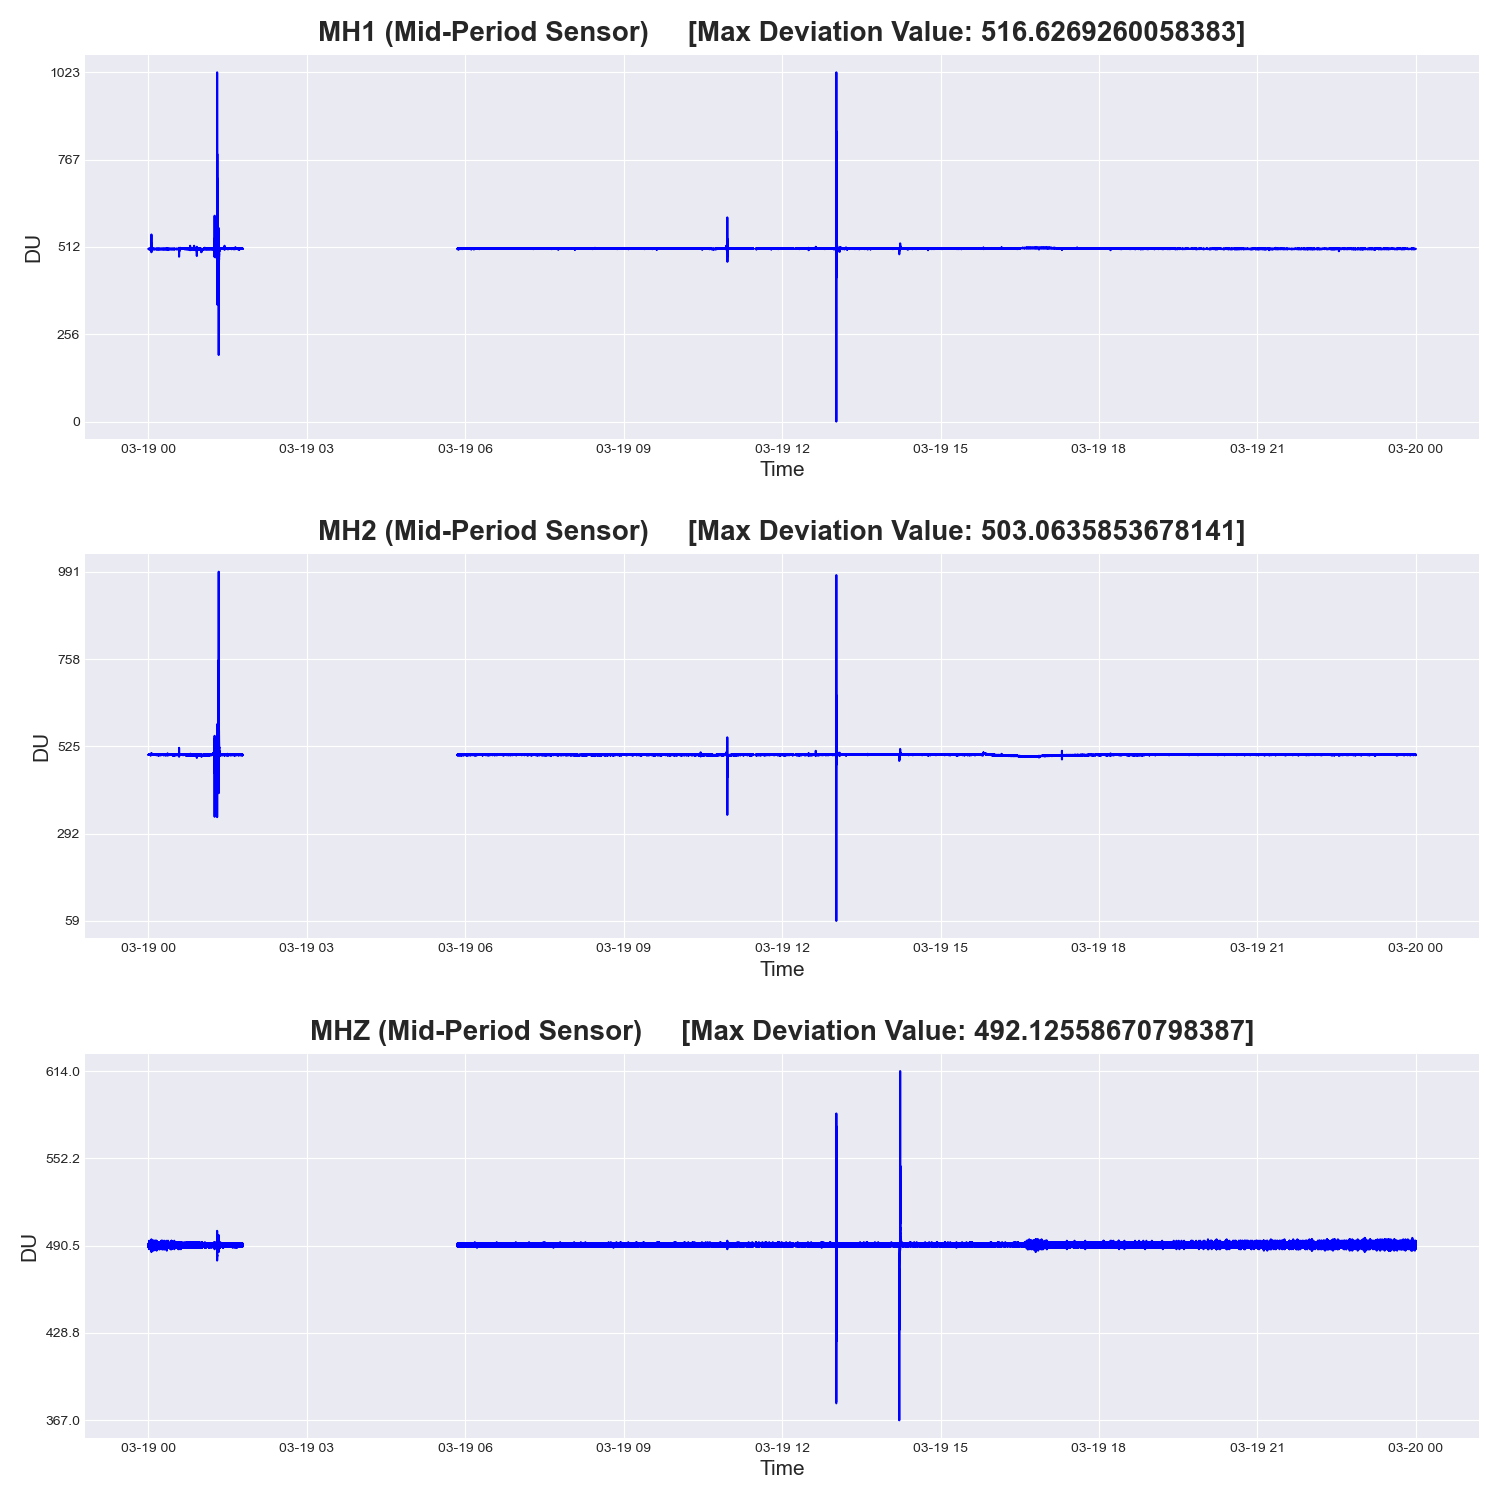 MH1 (Mid-Period Sensor) [Max Deviation Value: 516.6269260058383]
1023
767
512
256
0
DU
03-19 00 03-19 03 03-19 06 03-19 09 03-19 12 03-19 15 03-19 18 03-19 21 03-20 00
Time
MH2 (Mid-Period Sensor) [Max Deviation Value: 503.0635853678141]
991
758
525
292
59
DU
03-19 00 03-19 03 03-19 06 03-19 09 03-19 12 03-19 15 03-19 18 03-19 21 03-20 00
Time
MHZ (Mid-Period Sensor) [Max Deviation Value: 492.12558670798387]
614.0
552.2
490.5
428.8
367.0
DU
03-19 00 03-19 03 03-19 06 03-19 09 03-19 12 03-19 15 03-19 18 03-19 21 03-20 00
Time